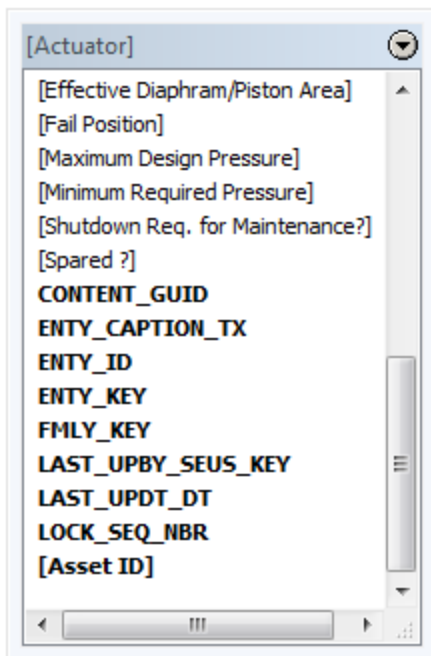 [Actuator]
[Effective Diaphram/Piston Area]
[Fail Position]
[Maximum Design Pressure]
[Minimum Required Pressure]
[Shutdown Req. for Maintenance?]
[Spared ?]
CONTENT_GUID
ENTY_CAPTION_TX
ENTY_ID
ENTY_KEY
FMLY_KEY
LAST_UPBY_SEUS_KEY
LAST_UPDT_DT
LOCK_SEQ_NBR
[Asset ID]